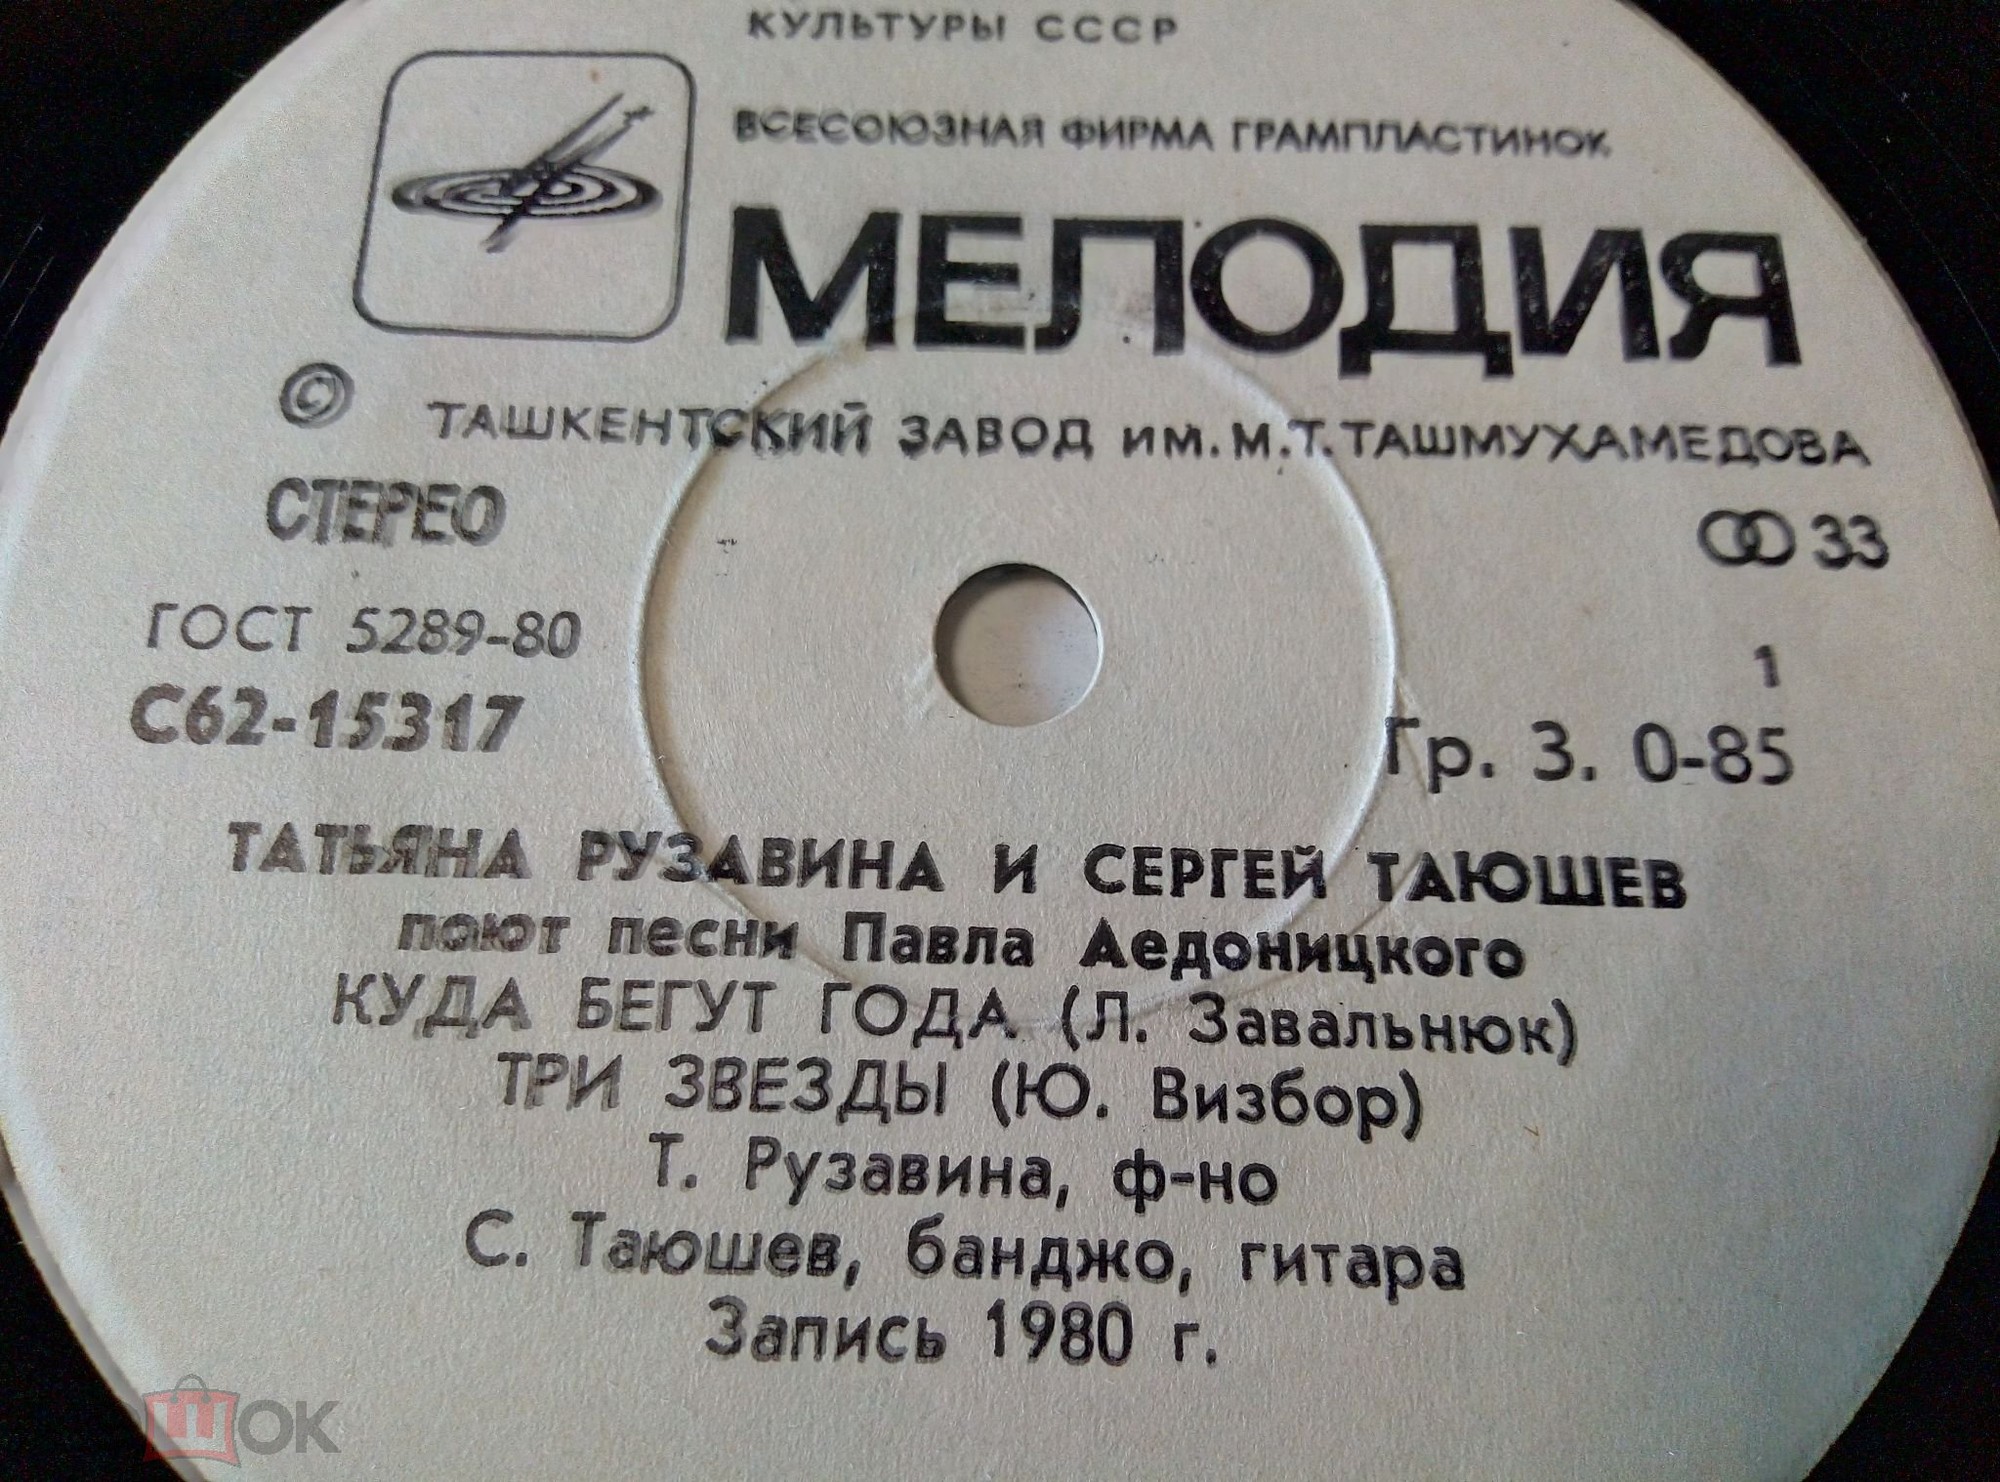 КУЛЬТУРЫ СССР
ВСЕСОЮЗНАЯ ФИРМА ГРАМПЛАСТИНОК
МЕЛОДИЯ
© ТАШКЕНТСКИЙ ЗАВОД ИМ. М.Т. ТАШМУХАМЕДОВА
СТЕРЕО
33
ГОСТ 5289-80
1
С62-15317
Гр. 3. 0-85
ТАТЬЯНА РУЗАВИНА И СЕРГЕЙ ТАЮШЕВ
поют песни Павла Аедоницкого
КУДА БЕГУТ ГОДА (Л. Завальнюк)
ТРИ ЗВЕЗДЫ (Ю. Визбор)
Т. Рузавина, ф-но
С. Таюшев, банджо, гитара
Запись 1980 г.
шок